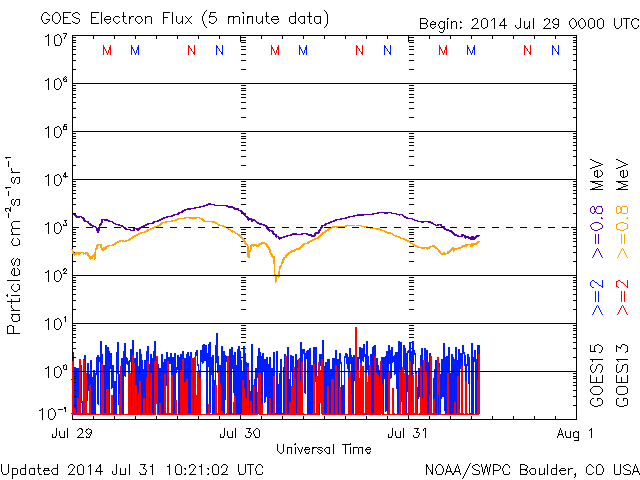 GOES Electron Flux (5 minute data)
Begin: 2014 Jul 29 0000 UTC
M M N N M M N N M M N N
10⁷
10⁶
10⁵
10⁴
10³
10²
10¹
10⁰
10⁻¹
Particles cm⁻²s⁻¹sr⁻¹
Jul 29 Jul 30 Jul 31 Aug 1
Universal Time
GOES15 >=2 >=0.8 MeV
GOES13 >=2 >=0.8 MeV
Updated 2014 Jul 31 10:21:02 UTC
NOAA/SWPC Boulder, CO USA